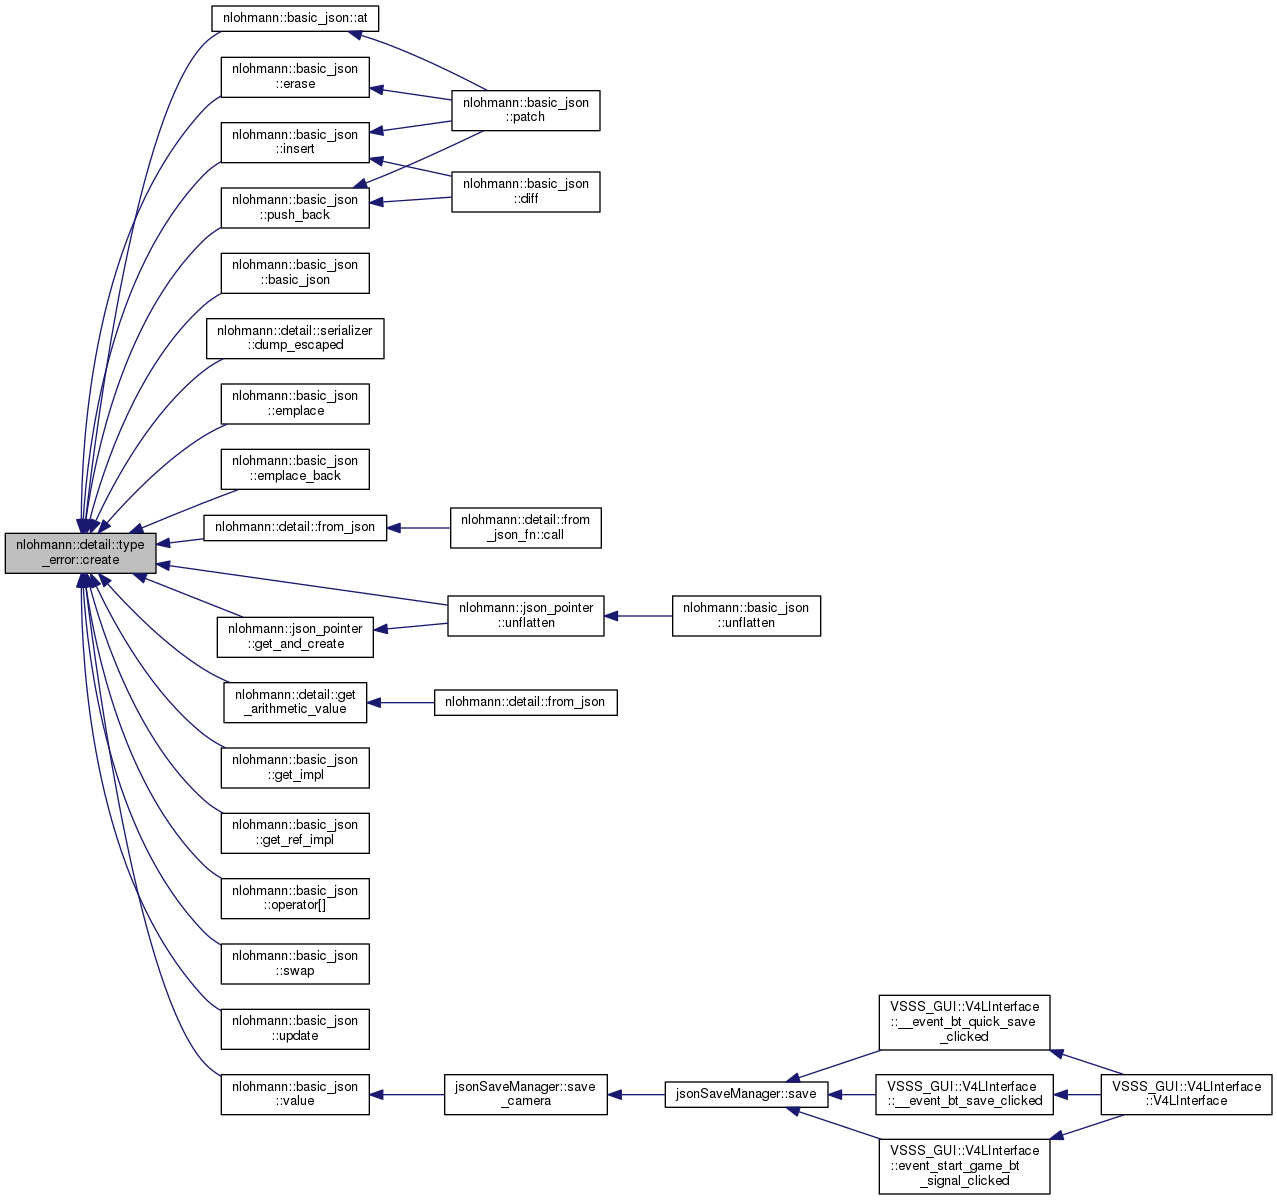 nlohmann::basic_json::at
nlohmann::basic_json
::erase
nlohmann::basic_json
::patch
nlohmann::basic_json
::insert
nlohmann::basic_json
::diff
nlohmann::basic_json
::push_back
nlohmann::basic_json
::basic_json
nlohmann::detail::serializer
::dump_escaped
nlohmann::basic_json
::emplace
nlohmann::basic_json
::emplace_back
nlohmann::detail::from_json
nlohmann::detail::from
_json_fn::call
nlohmann::detail::type
_error::create
nlohmann::json_pointer
::unflatten
nlohmann::basic_json
::unflatten
nlohmann::json_pointer
::get_and_create
nlohmann::detail::get
_arithmetic_value
nlohmann::detail::from_json
nlohmann::basic_json
::get_impl
nlohmann::basic_json
::get_ref_impl
nlohmann::basic_json
::operator[]
nlohmann::basic_json
::swap
nlohmann::basic_json
::update
nlohmann::basic_json
::value
jsonSaveManager::save
_camera
jsonSaveManager::save
VSSS_GUI::V4LInterface
::__event_bt_quick_save
_clicked
VSSS_GUI::V4LInterface
::__event_bt_save_clicked
VSSS_GUI::V4LInterface
::event_start_game_bt
_signal_clicked
VSSS_GUI::V4LInterface
::V4LInterface